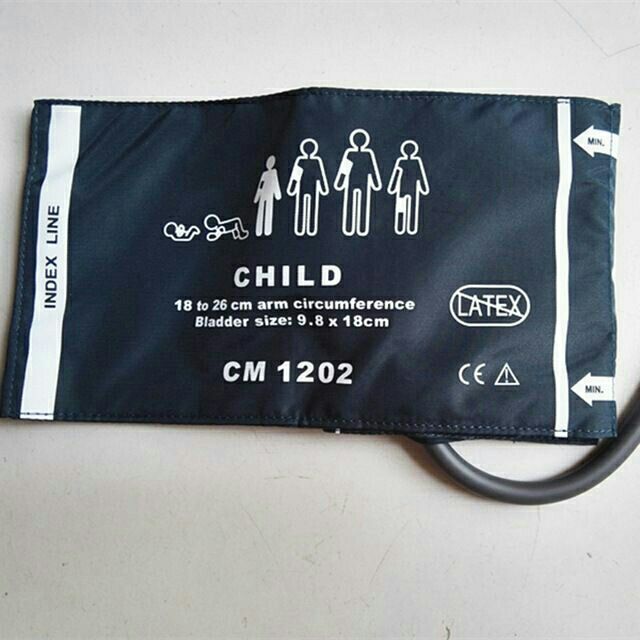 INDEX LINE
MIN.
CHILD
18 to 26 cm arm circumference
Bladder size: 9.8 x 18cm
LATEX
CM 1202
CE
MIN.